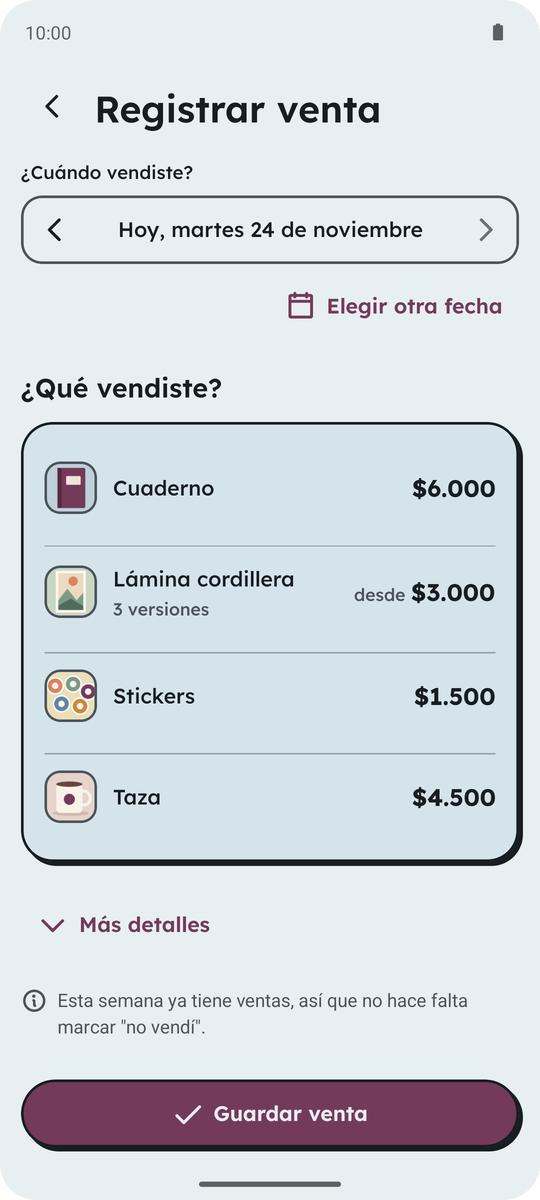 10:00
Registrar venta
¿Cuándo vendiste?
Hoy, martes 24 de noviembre
Elegir otra fecha
¿Qué vendiste?
Cuaderno $6.000
Lámina cordillera
3 versiones
desde $3.000
Stickers $1.500
Taza $4.500
Más detalles
Esta semana ya tiene ventas, así que no hace falta
marcar "no vendí".
Guardar venta